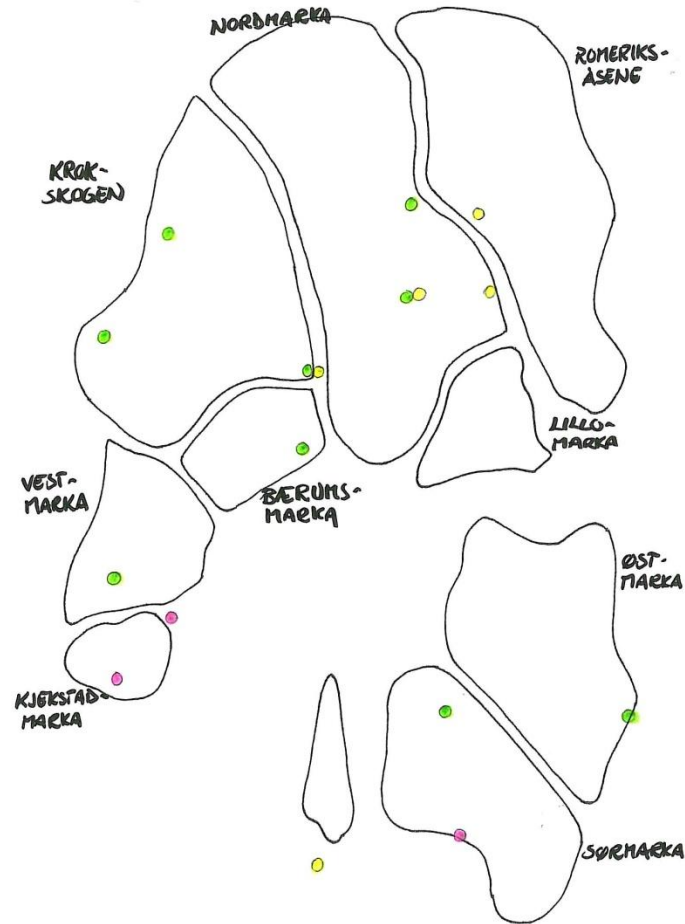 NORDMARKA
ROMERIKS-
ÅSENE
KROK-
SKOGEN
LILLO-
MARKA
VEST-
MARKA
BÆRUMS-
MARKA
ØST-
MARKA
KJEKSTAD-
MARKA
SØRMARKA